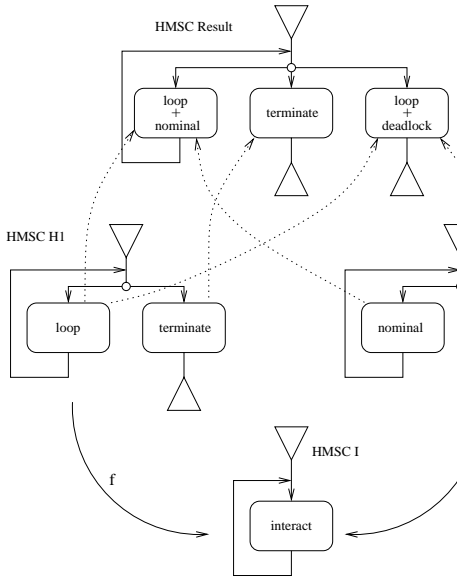 HMSC Result
loop
+
nominal
terminate
loop
+
deadlock
HMSC H1
loop
terminate
nominal
f
HMSC I
interact